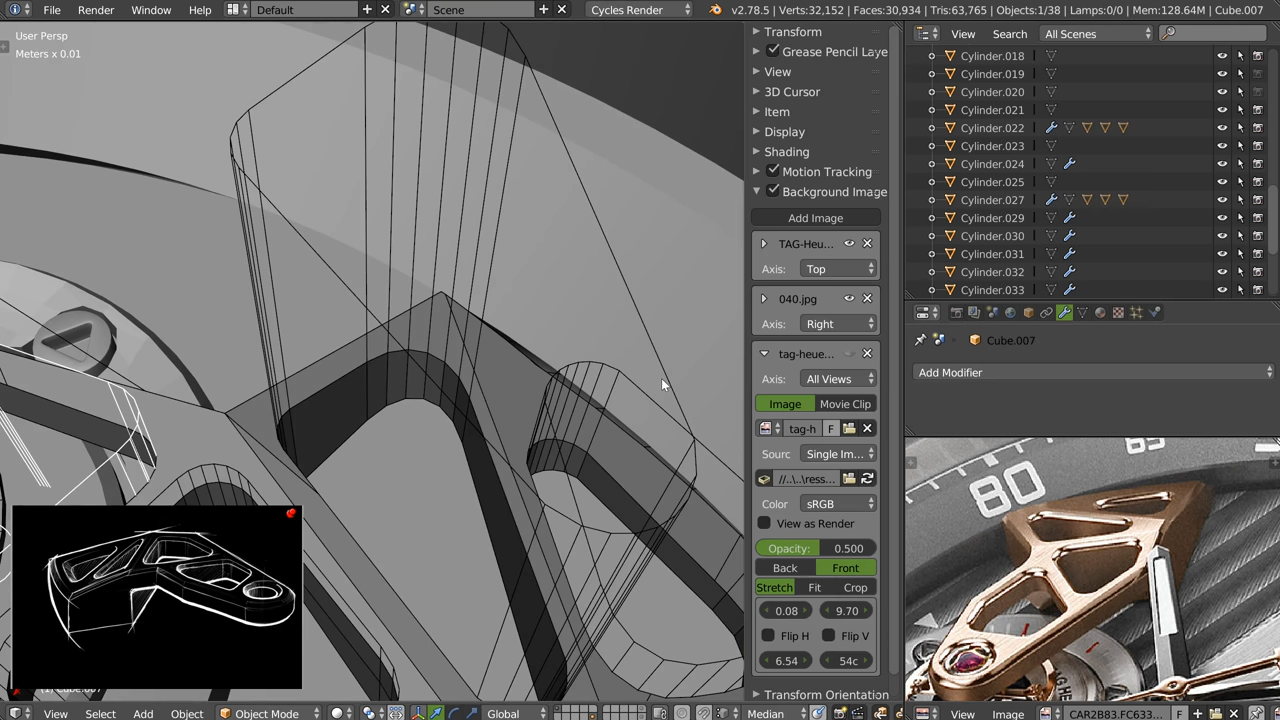 File Render Window Help Default Scene Cycles Render v2.78.5 | Verts:32,152 | Faces:30,934 | Tris:63,765 | Objects:1/38 | Lamps:0/0 | Mem:128.64M | Cube.007
User Persp
Meters x 0.01
Transform
Grease Pencil Laye
View
3D Cursor
Item
Display
Shading
Motion Tracking
Background Image
Add Image
TAG-Heu...
Axis: Top
040.jpg
Axis: Right
tag-heue...
Axis: All Views
Image Movie Clip
tag-h F
Sourc Single Im...
//..\..\ress...
Color sRGB
View as Render
Opacity: 0.500
Back Front
Stretch Fit Crop
0.08 9.70
Flip H Flip V
6.54 54c
Transform Orientation
View Search All Scenes
Cylinder.018
Cylinder.019
Cylinder.020
Cylinder.021
Cylinder.022
Cylinder.023
Cylinder.024
Cylinder.025
Cylinder.027
Cylinder.029
Cylinder.030
Cylinder.031
Cylinder.032
Cylinder.033
Cube.007
Add Modifier
80
View Select Add Object Object Mode Global Median
View Image CAR2B83.FC633... F